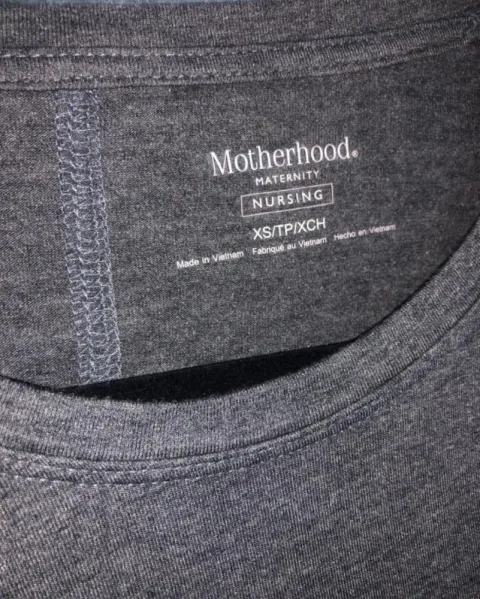 Motherhood®
MATERNITY
NURSING
XS/TP/XCH
Made in Vietnam Fabriqué au Vietnam Hecho en Vietnam